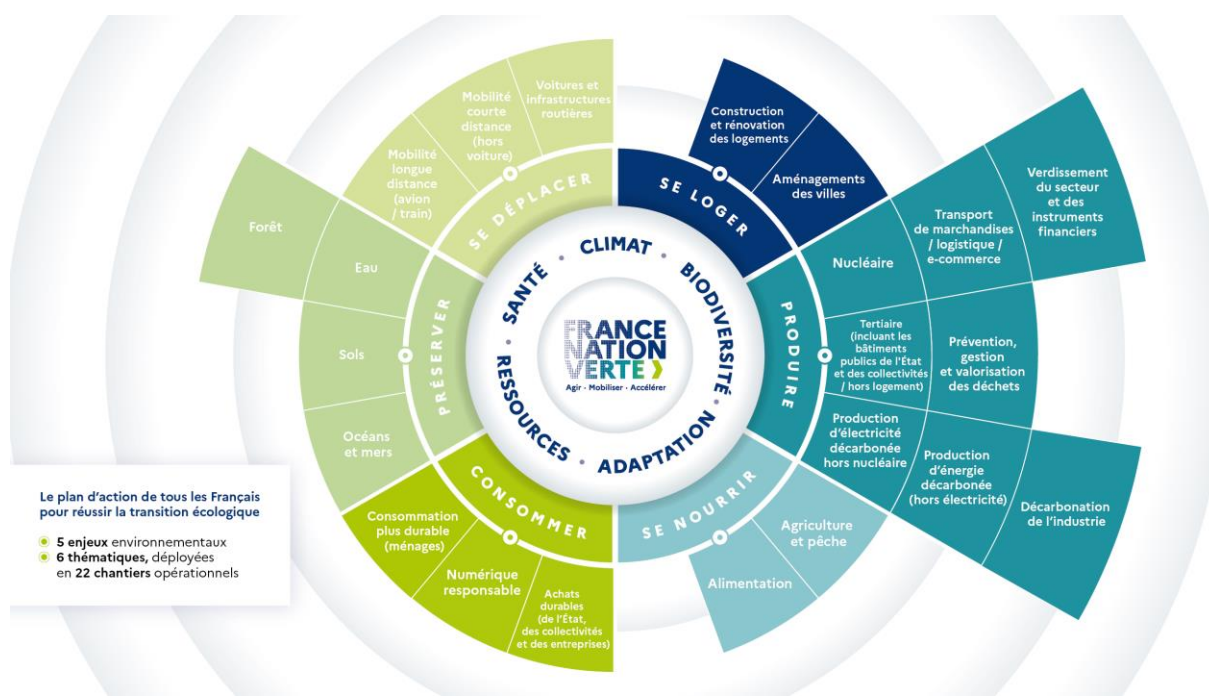 Voitures et
infrastructures
routières
Mobilité
courte
distance
(hors
voiture)
Mobilité
longue
distance
(avion
/ train)
SE DÉPLACER
Construction
et rénovation
des logements
Aménagements
des villes
SE LOGER
Verdissement
du secteur
et des
instruments
financiers
Transport
de marchandises
/ logistique /
e-commerce
Nucléaire
Tertiaire
(incluant les
bâtiments
publics de l'État
et des collectivités
/ hors logement)
Prévention,
gestion
et valorisation
des déchets
Production
d'électricité
décarbonée
hors nucléaire
Production
d'énergie
décarbonée
(hors électricité)
Décarbonation
de l'industrie
PRODUIRE
Agriculture
et pêche
Alimentation
SE NOURRIR
Consommation
plus durable
(ménages)
Numérique
responsable
Achats
durables
(de l'État,
des collectivités
et des entreprises)
CONSOMMER
Forêt
Eau
Sols
Océans
et mers
PRÉSERVER
SANTÉ · CLIMAT · BIODIVERSITÉ · ADAPTATION · RESSOURCES ·
FRANCE
NATION
VERTE
Agir · Mobiliser · Accélérer
Le plan d'action de tous les Français
pour réussir la transition écologique
5 enjeux environnementaux
6 thématiques, déployées
en 22 chantiers opérationnels